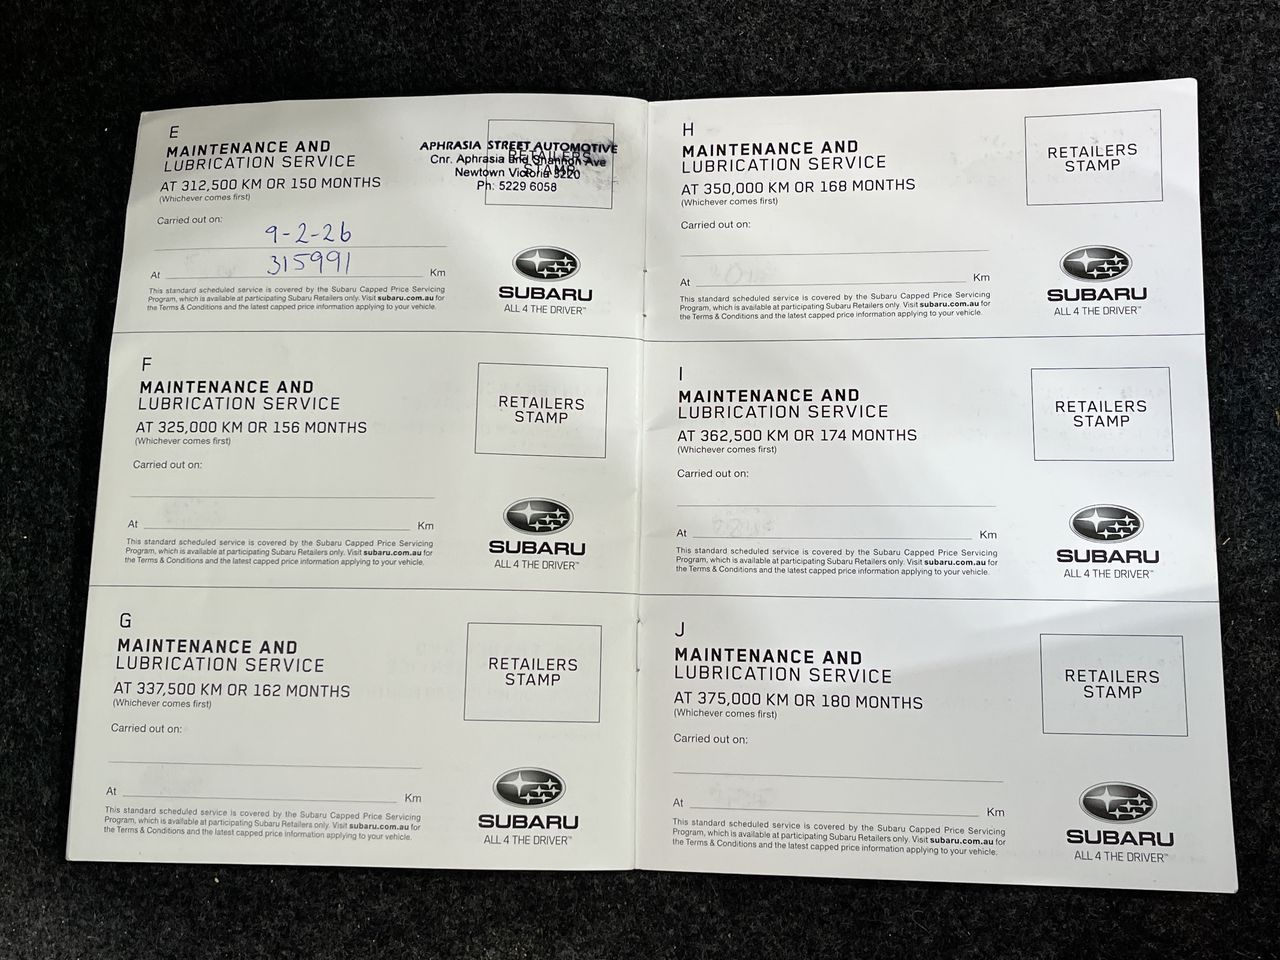 E
MAINTENANCE AND
LUBRICATION SERVICE
AT 312,500 KM OR 150 MONTHS
(Whichever comes first)
RETAILERS
STAMP
APHRASIA STREET AUTOMOTIVE
Cnr. Aphrasia and Shannon Ave
Newtown Victoria 3220
Ph: 5229 6058
Carried out on:
9-2-26
At 315991 Km
This standard scheduled service is covered by the Subaru Capped Price Servicing
Program, which is available at participating Subaru Retailers only. Visit subaru.com.au for
the Terms & Conditions and the latest capped price information applying to your vehicle.
SUBARU
ALL 4 THE DRIVER™
F
MAINTENANCE AND
LUBRICATION SERVICE
AT 325,000 KM OR 156 MONTHS
(Whichever comes first)
RETAILERS
STAMP
Carried out on:
At Km
This standard scheduled service is covered by the Subaru Capped Price Servicing
Program, which is available at participating Subaru Retailers only. Visit subaru.com.au for
the Terms & Conditions and the latest capped price information applying to your vehicle.
SUBARU
ALL 4 THE DRIVER™
G
MAINTENANCE AND
LUBRICATION SERVICE
AT 337,500 KM OR 162 MONTHS
(Whichever comes first)
RETAILERS
STAMP
Carried out on:
At Km
This standard scheduled service is covered by the Subaru Capped Price Servicing
Program, which is available at participating Subaru Retailers only. Visit subaru.com.au for
the Terms & Conditions and the latest capped price information applying to your vehicle.
SUBARU
ALL 4 THE DRIVER™
H
MAINTENANCE AND
LUBRICATION SERVICE
AT 350,000 KM OR 168 MONTHS
(Whichever comes first)
RETAILERS
STAMP
Carried out on:
At Km
This standard scheduled service is covered by the Subaru Capped Price Servicing
Program, which is available at participating Subaru Retailers only. Visit subaru.com.au for
the Terms & Conditions and the latest capped price information applying to your vehicle.
SUBARU
ALL 4 THE DRIVER™
I
MAINTENANCE AND
LUBRICATION SERVICE
AT 362,500 KM OR 174 MONTHS
(Whichever comes first)
RETAILERS
STAMP
Carried out on:
At Km
This standard scheduled service is covered by the Subaru Capped Price Servicing
Program, which is available at participating Subaru Retailers only. Visit subaru.com.au for
the Terms & Conditions and the latest capped price information applying to your vehicle.
SUBARU
ALL 4 THE DRIVER™
J
MAINTENANCE AND
LUBRICATION SERVICE
AT 375,000 KM OR 180 MONTHS
(Whichever comes first)
RETAILERS
STAMP
Carried out on:
At Km
This standard scheduled service is covered by the Subaru Capped Price Servicing
Program, which is available at participating Subaru Retailers only. Visit subaru.com.au for
the Terms & Conditions and the latest capped price information applying to your vehicle.
SUBARU
ALL 4 THE DRIVER™